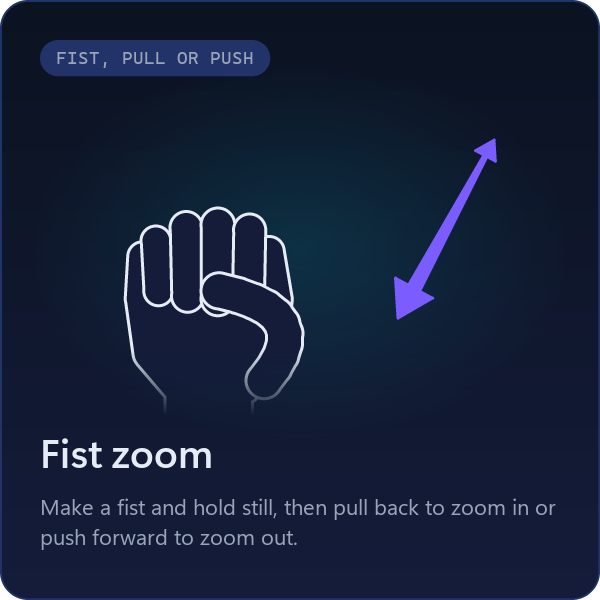 FIST, PULL OR PUSH
Fist zoom
Make a fist and hold still, then pull back to zoom in or
push forward to zoom out.